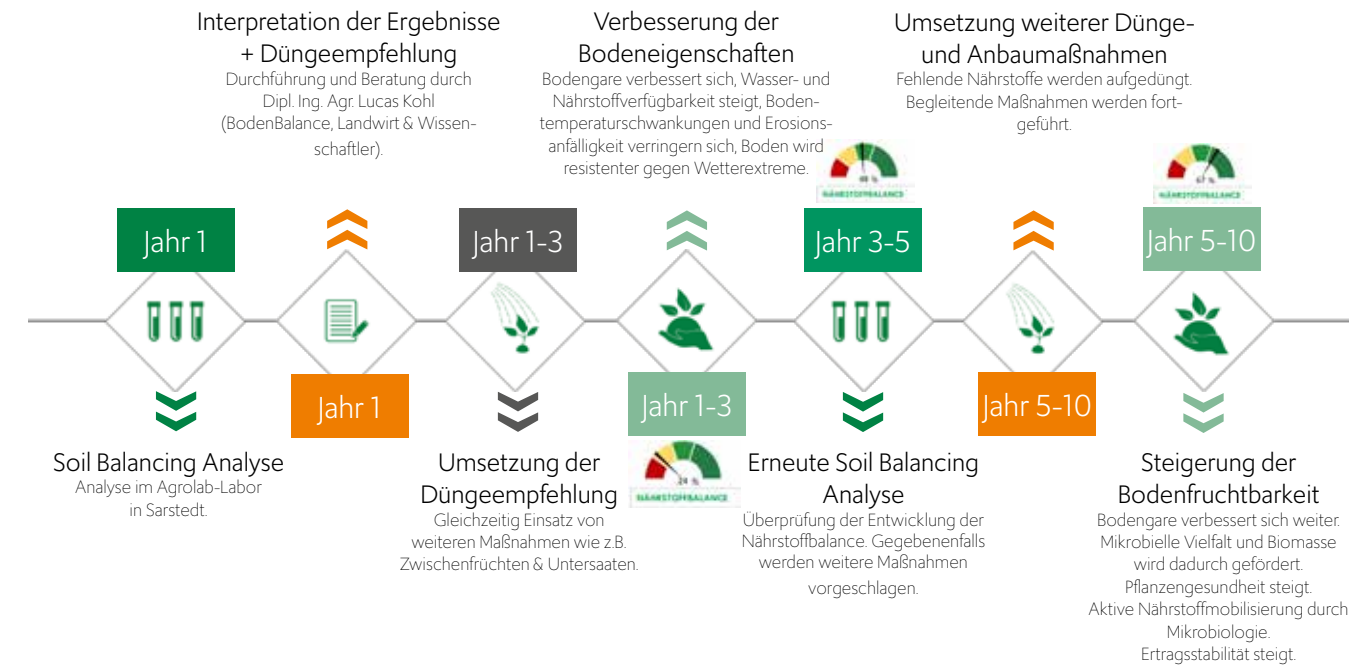 Interpretation der Ergebnisse
+ Düngeempfehlung
Durchführung und Beratung durch
Dipl. Ing. Agr. Lucas Kohl
(BodenBalance, Landwirt & Wissen-
schaftler).
Verbesserung der
Bodeneigenschaften
Bodengare verbessert sich, Wasser- und
Nährstoffverfügbarkeit steigt, Boden-
temperaturschwankungen und Erosions-
anfälligkeit verringern sich, Boden wird
resistenter gegen Wetterextreme.
Umsetzung weiterer Dünge-
und Anbaumaßnahmen
Fehlende Nährstoffe werden aufgedüngt.
Begleitende Maßnahmen werden fort-
geführt.
NÄHRSTOFFBALANCE
67 %
NÄHRSTOFFBALANCE
Jahr 1
Jahr 1-3
Jahr 3-5
Jahr 5-10
Jahr 1
Jahr 1-3
Jahr 5-10
Soil Balancing Analyse
Analyse im Agrolab-Labor
in Sarstedt.
Umsetzung der
Düngeempfehlung
Gleichzeitig Einsatz von
weiteren Maßnahmen wie z.B.
Zwischenfrüchten & Untersaaten.
24 %
NÄHRSTOFFBALANCE
Erneute Soil Balancing
Analyse
Überprüfung der Entwicklung der
Nährstoffbalance. Gegebenenfalls
werden weitere Maßnahmen
vorgeschlagen.
Steigerung der
Bodenfruchtbarkeit
Bodengare verbessert sich weiter.
Mikrobielle Vielfalt und Biomasse
wird dadurch gefördert.
Pflanzengesundheit steigt.
Aktive Nährstoffmobilisierung durch
Mikrobiologie.
Ertragsstabilität steigt.